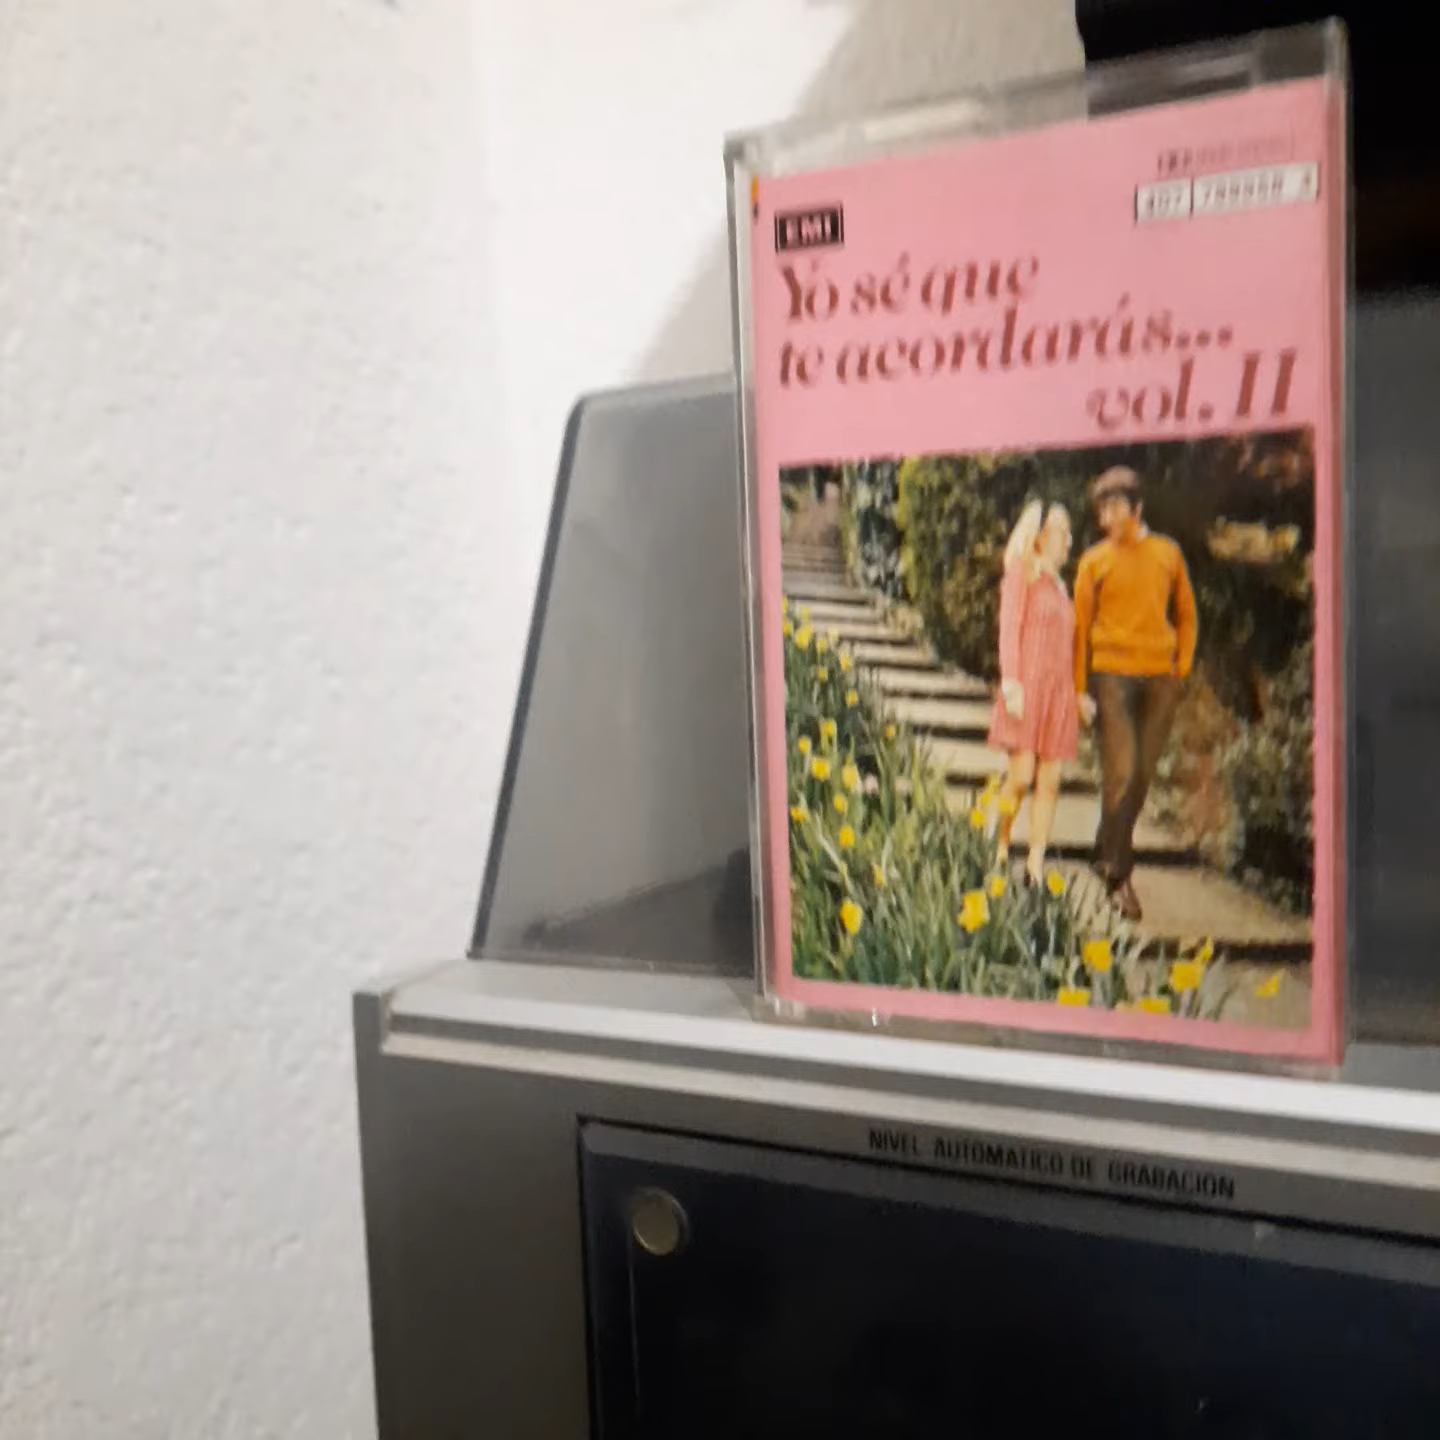 EMI
Yo sé que
te acordarás...
vol. II
NIVEL AUTOMATICO DE GRABACION